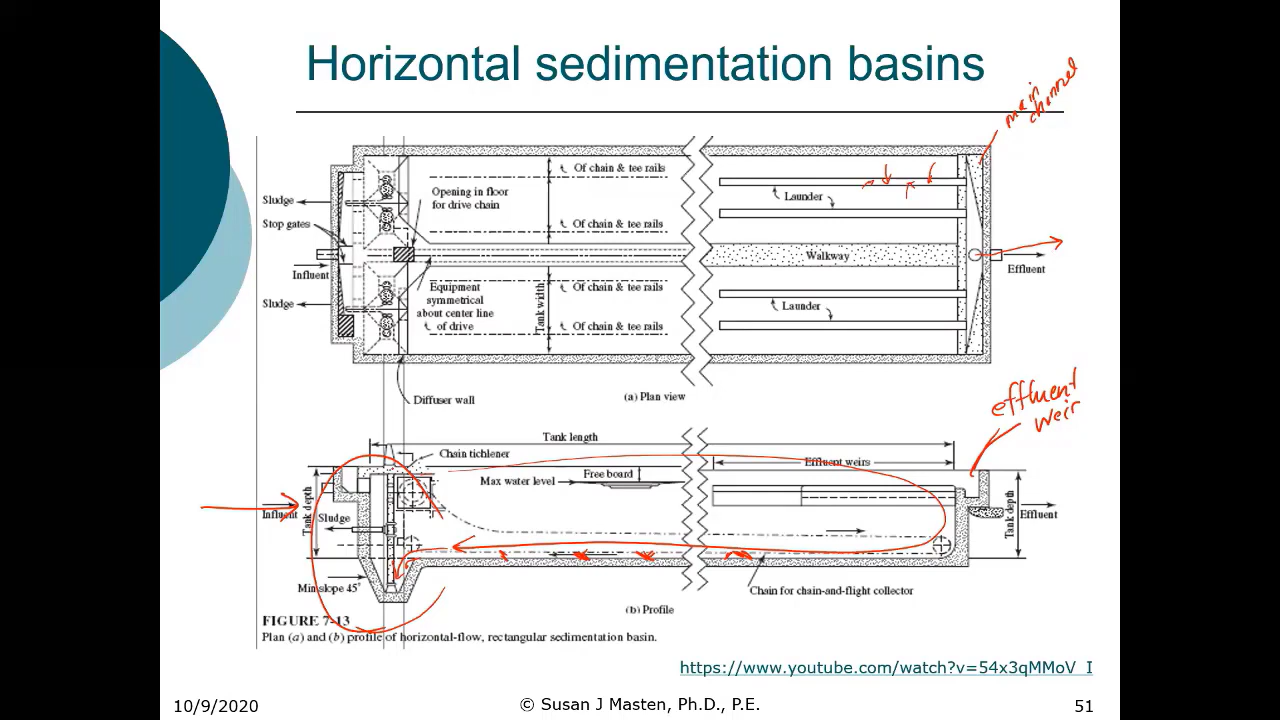 Horizontal sedimentation basins
main
channel
℄ Of chain & tee rails
Opening in floor
for drive chain
Launder
Sludge
Stop gates
℄ Of chain & tee rails
Walkway
Influent
Effluent
℄ Of chain & tee rails
Equipment
symmetrical
about center line
℄ of drive
Tank width
Sludge
Launder
℄ Of chain & tee rails
Diffuser wall
(a) Plan view
effluent
weir
Tank length
Chain tichlener
Effluent weirs
Free board
Max water level
Tank depth
Influent
Sludge
Tank depth
Effluent
Min slope 45°
Chain for chain-and-flight collector
(b) Profile
FIGURE 7-13
Plan (a) and (b) profile of horizontal-flow, rectangular sedimentation basin.
https://www.youtube.com/watch?v=54x3qMMoV_I
10/9/2020
© Susan J Masten, Ph.D., P.E.
51